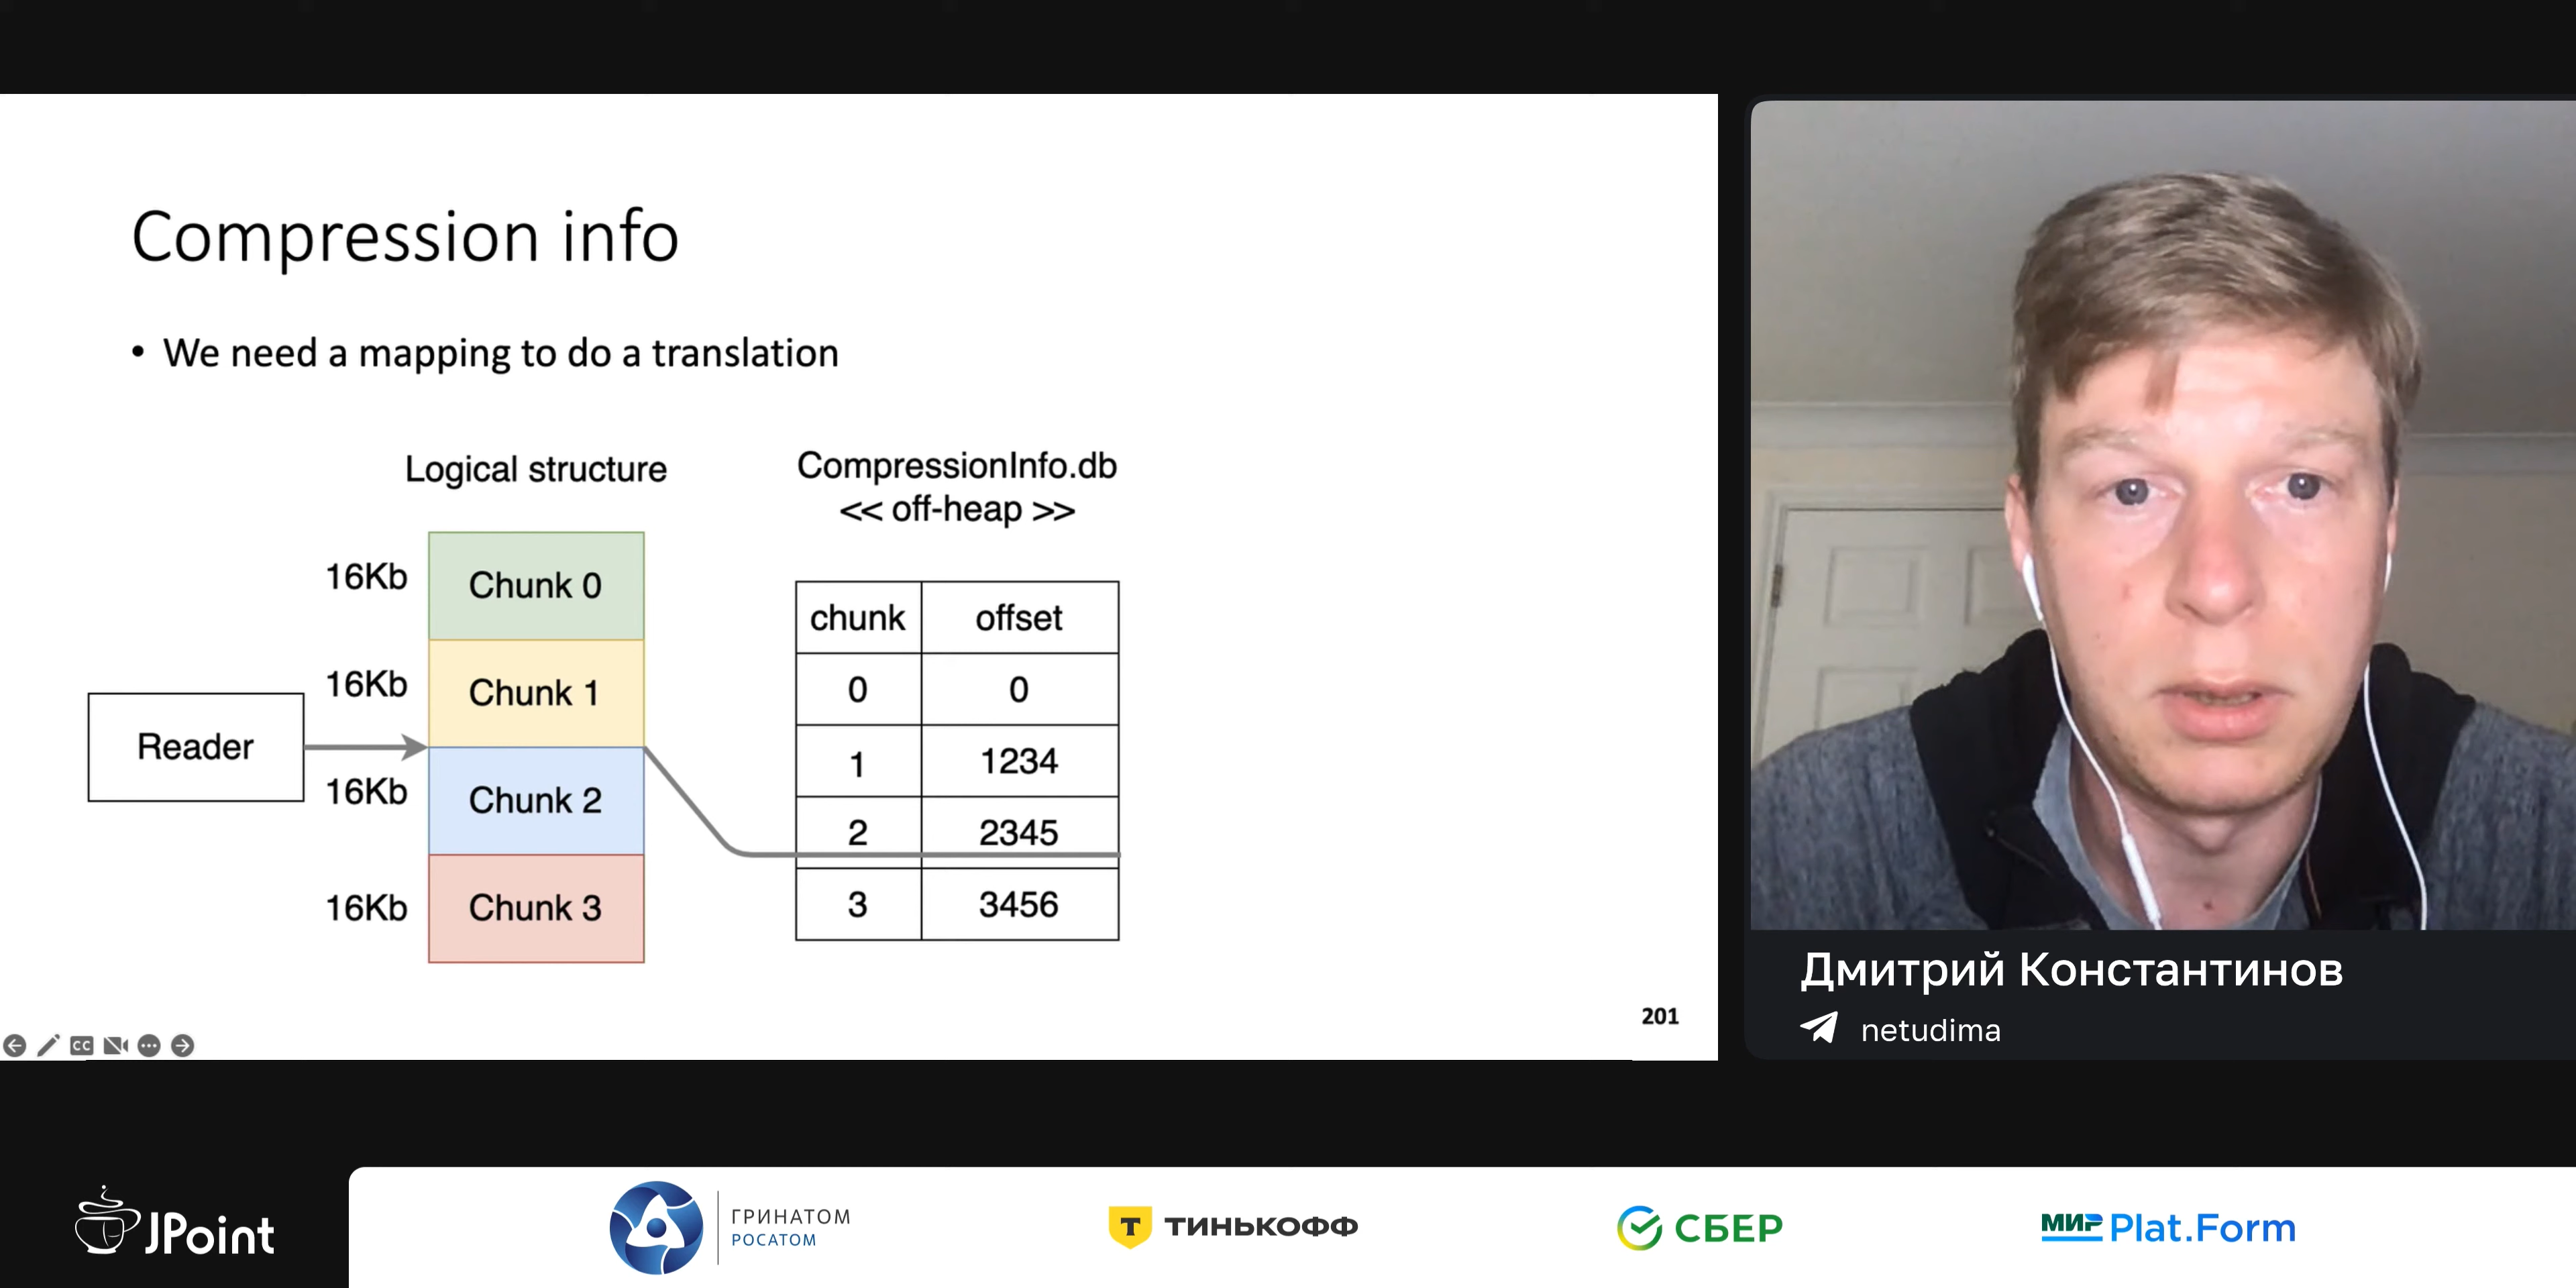 Compression info
• We need a mapping to do a translation
Logical structure
CompressionInfo.db
<< off-heap >>
16Kb
Chunk 0
16Kb
Chunk 1
Reader
16Kb
Chunk 2
16Kb
Chunk 3
chunk offset
0 0
1 1234
2 2345
3 3456
201
CC
Дмитрий Константинов
netudima
JPoint
ГРИНАТОМ
РОСАТОМ
Т ТИНЬКОФФ
СБЕР
МИР Plat.Form